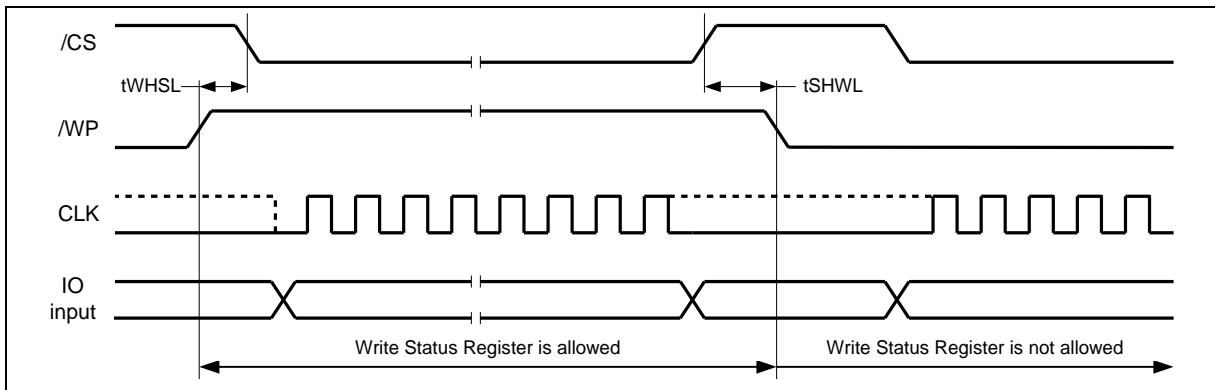 /CS
tWHSL
tSHWL
/WP
CLK
IO
input
Write Status Register is allowed
Write Status Register is not allowed